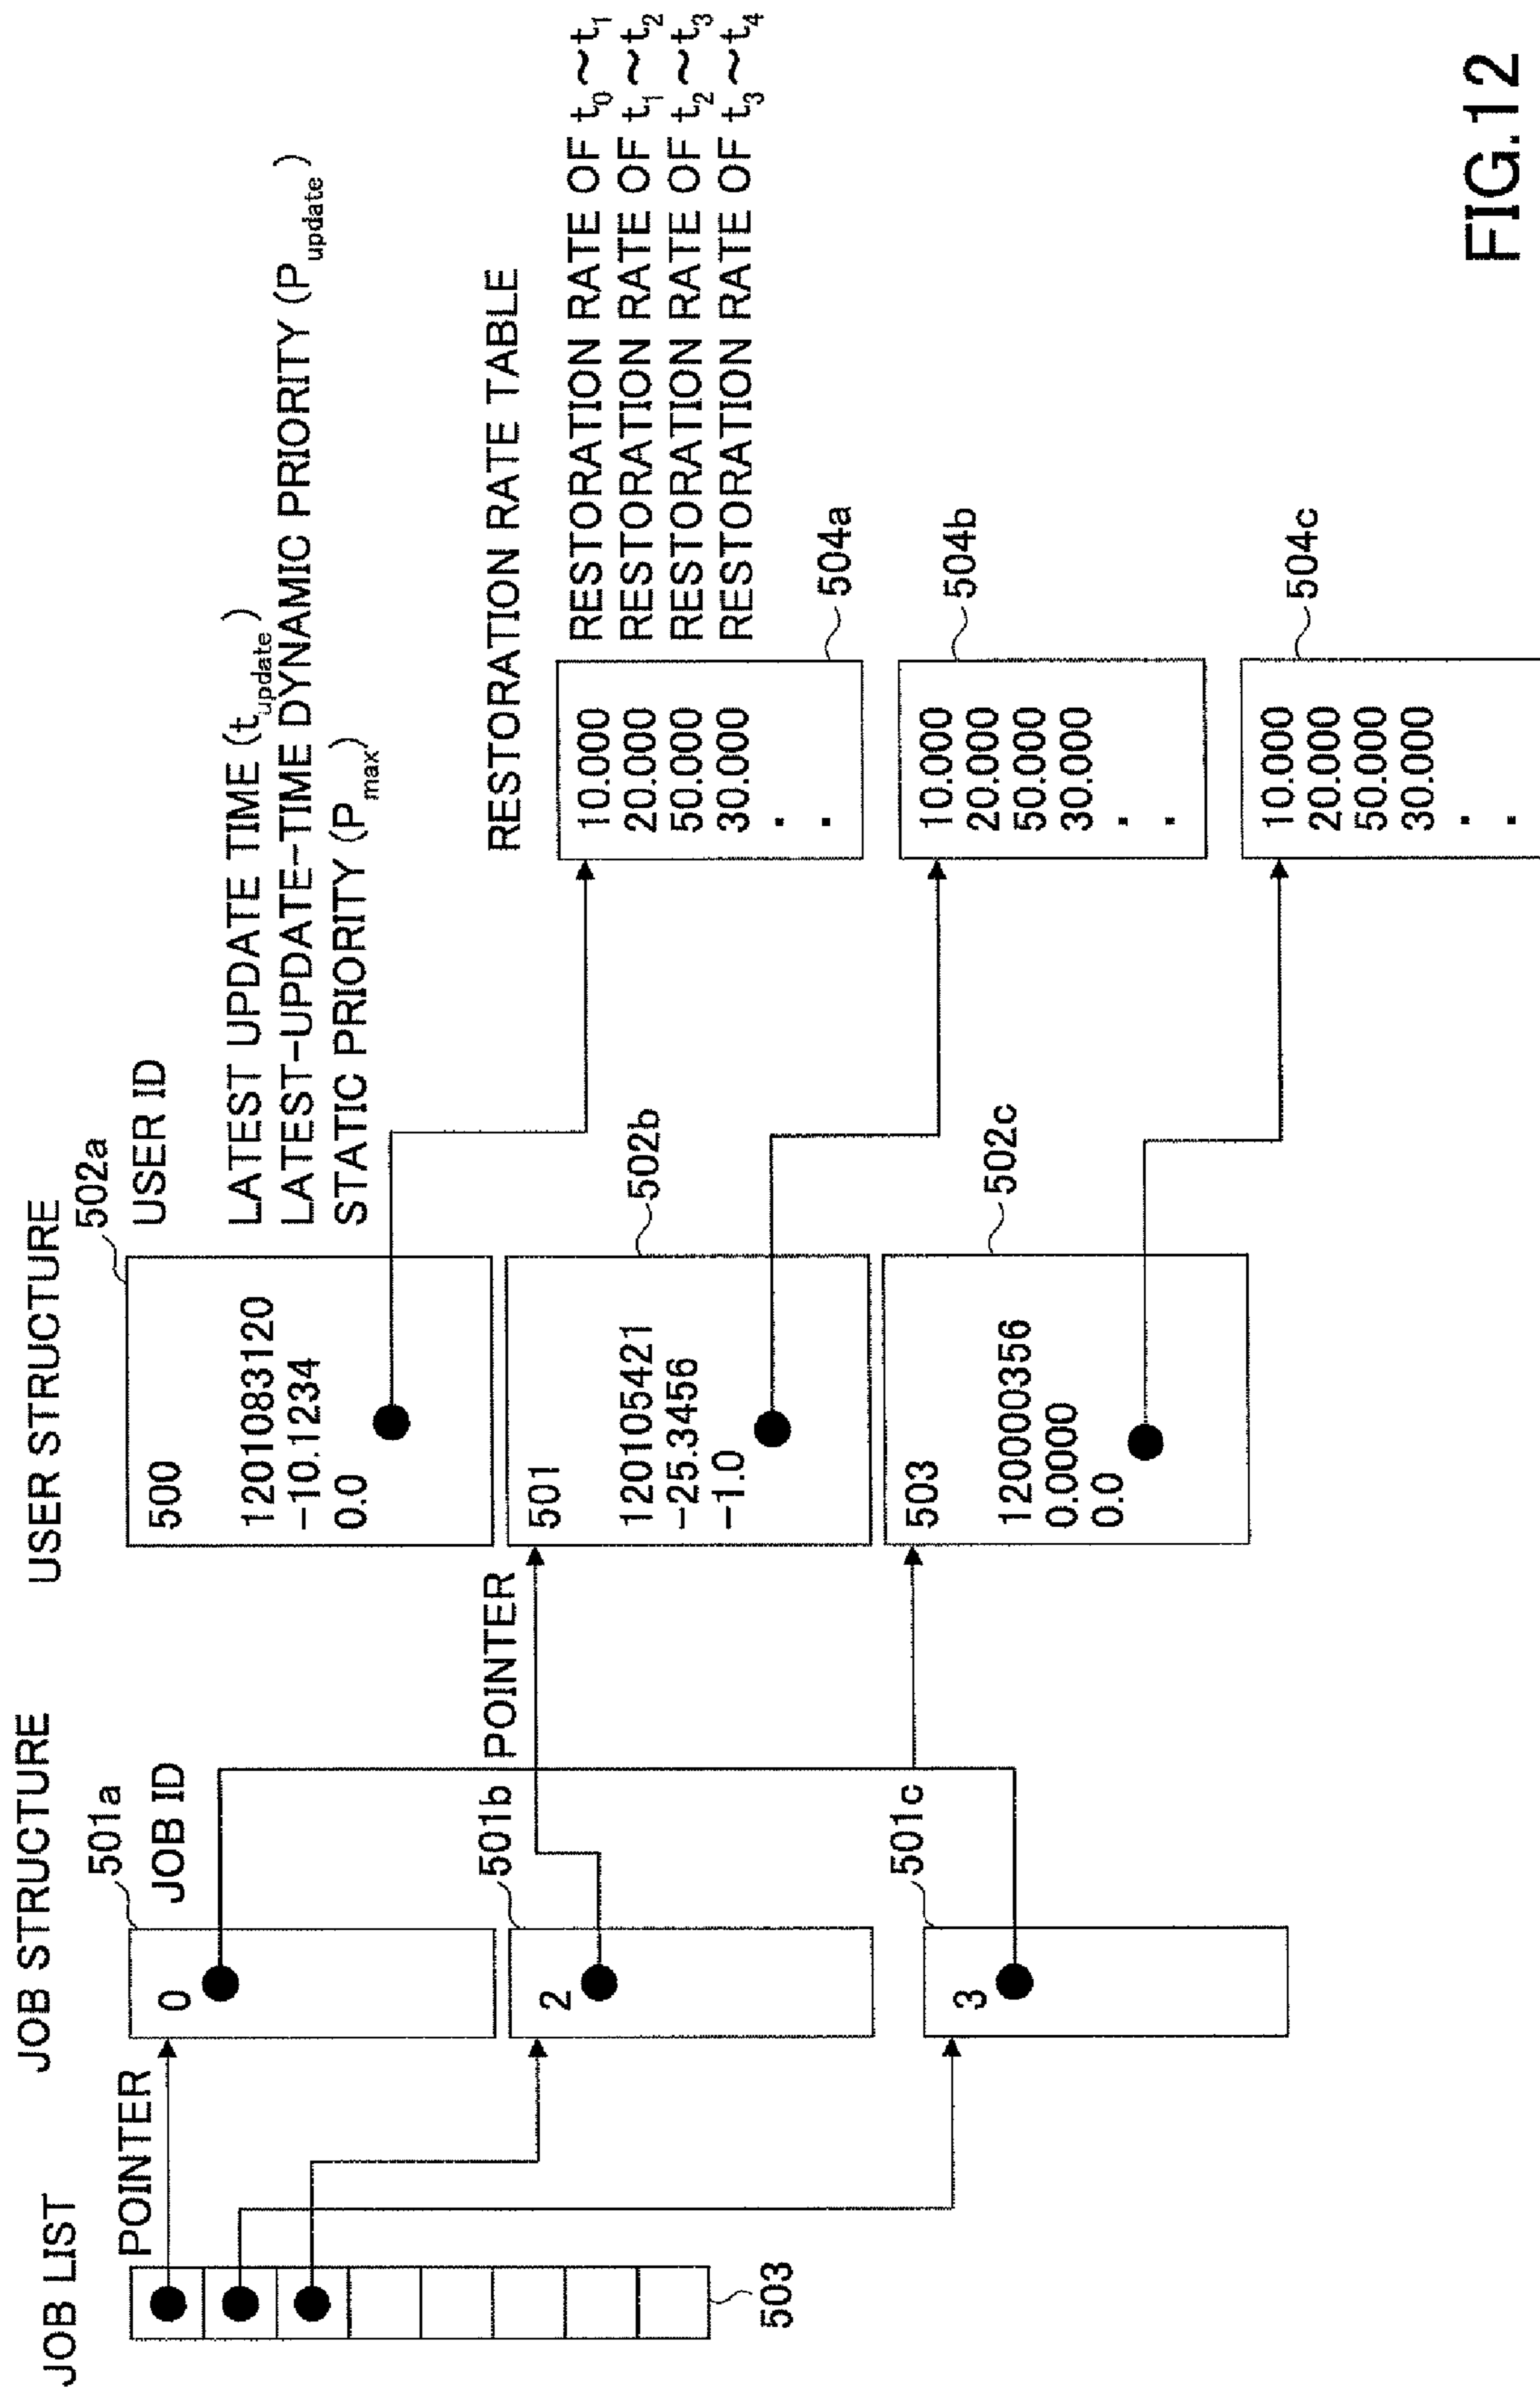 JOB LIST
POINTER
503
JOB STRUCTURE
501a
JOB ID
0
501b
2
501c
3
POINTER
USER STRUCTURE
502a
USER ID
500
LATEST UPDATE TIME (tupdate)
1201083120
LATEST-UPDATE-TIME DYNAMIC PRIORITY (Pupdate)
-10.1234
STATIC PRIORITY (Pmax)
0.0
502b
501
120105421
-25.3456
-1.0
502c
503
120000356
0.0000
0.0
RESTORATION RATE TABLE
10.000 RESTORATION RATE OF t0 ~t1
20.000 RESTORATION RATE OF t1 ~t2
50.000 RESTORATION RATE OF t2 ~t3
30.000 RESTORATION RATE OF t3 ~t4
.
.
504a
10.000
20.000
50.000
30.000
.
.
504b
10.000
20.000
50.000
30.000
.
.
504c
FIG.12